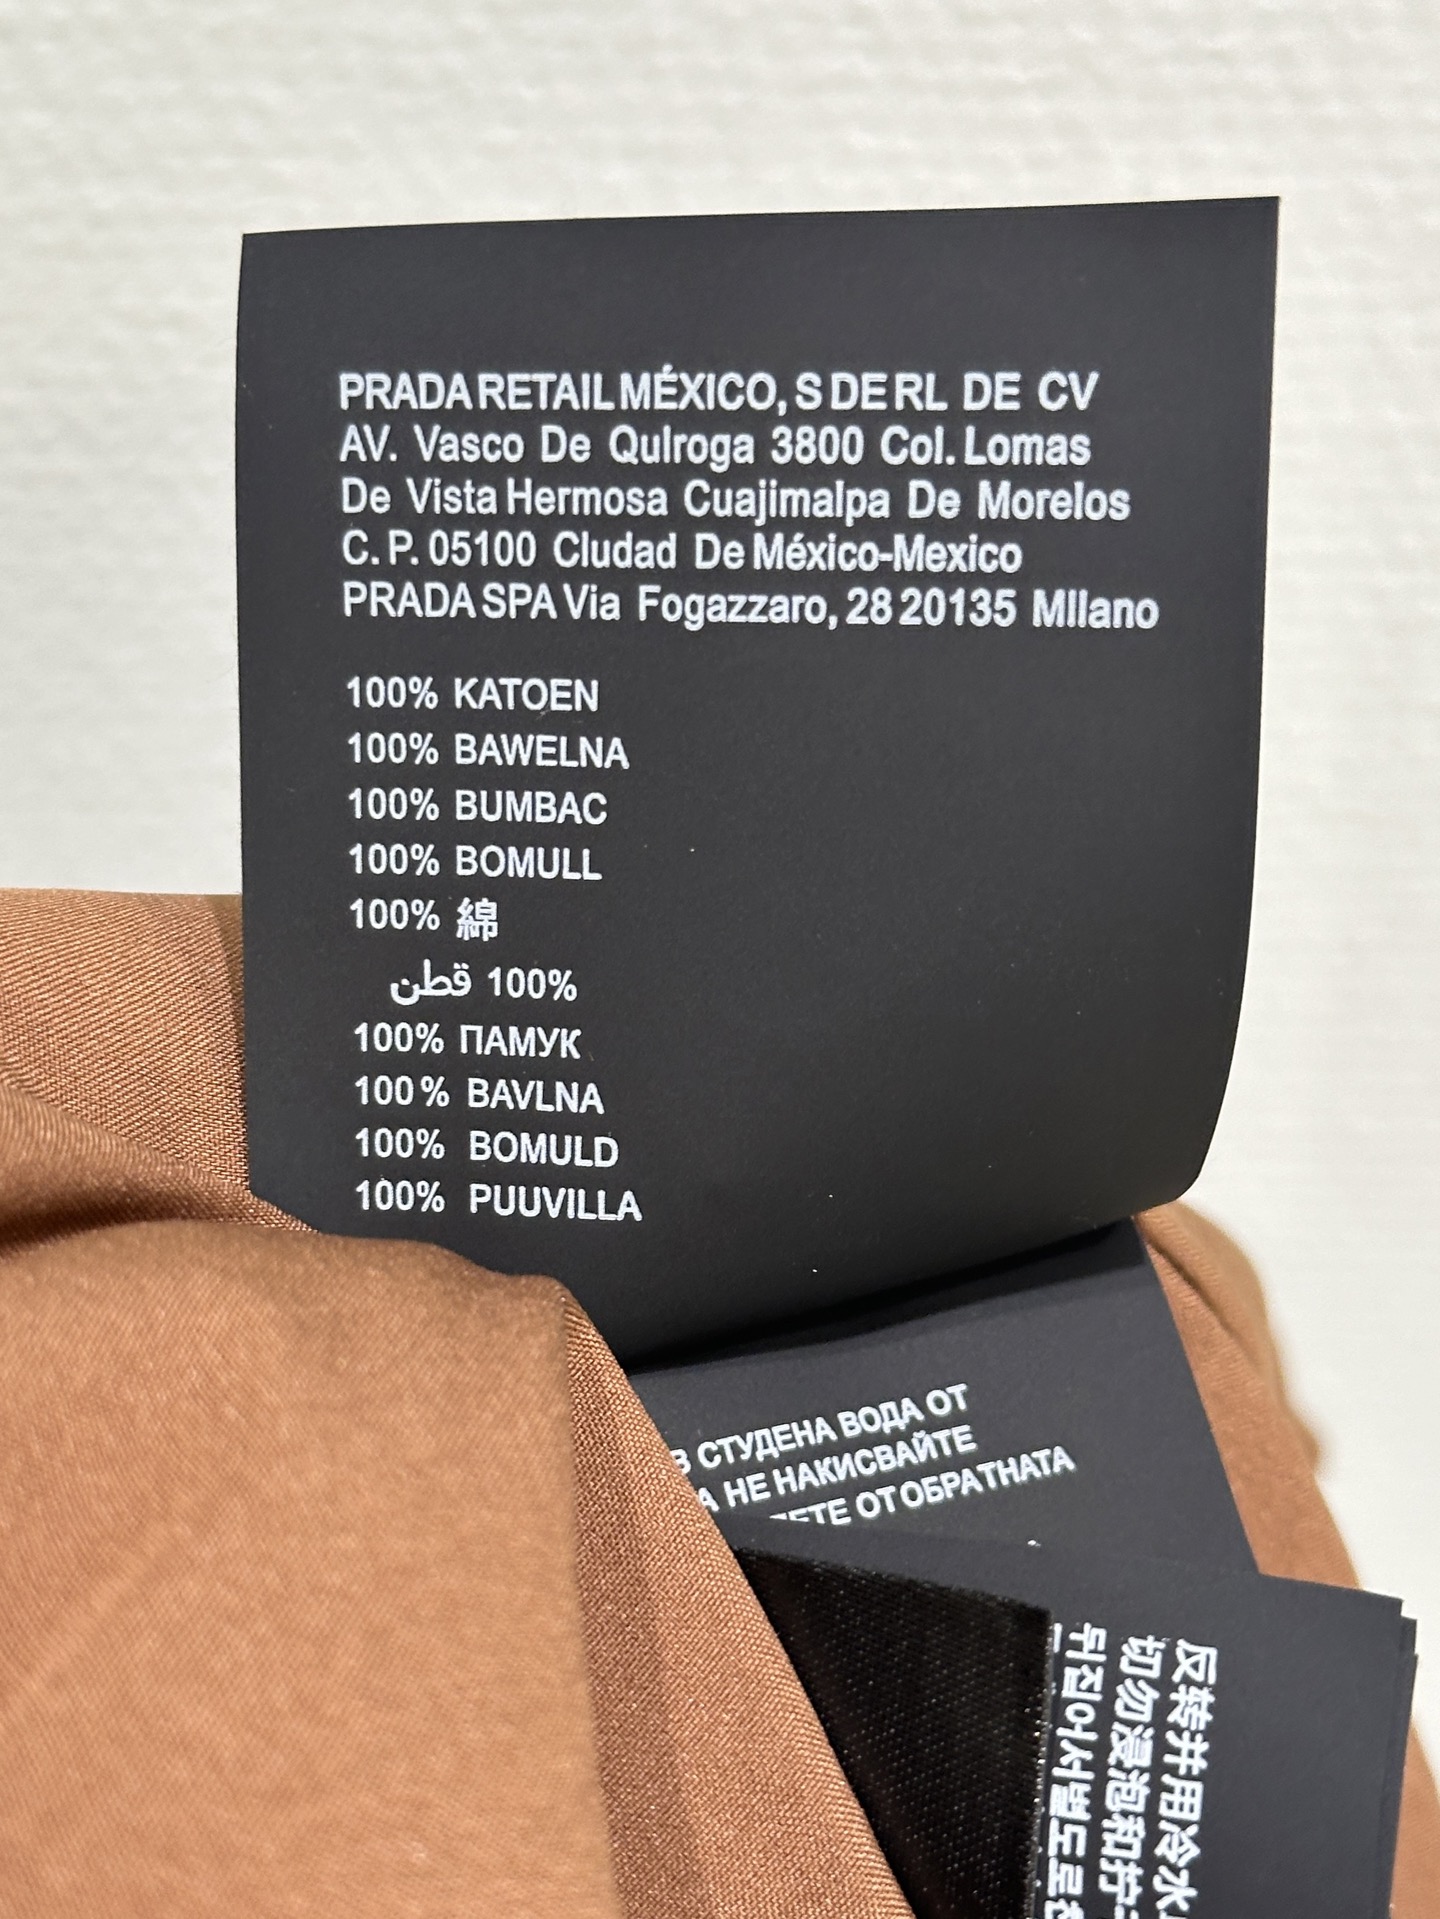 PRADA RETAIL MÉXICO, S DE RL DE CV
AV. Vasco De Qulroga 3800 Col. Lomas
De Vista Hermosa Cuajimalpa De Morelos
C. P. 05100 Cludad De México-Mexico
PRADA SPA Via Fogazzaro, 28 20135 Mllano
100% KATOEN
100% BAWELNA
100% BUMBAC
100% BOMULL
100% 綿
100% قطن
100% ПАМУК
100 % BAVLNA
100% BOMULD
100% PUUVILLA
В СТУДЕНА ВОДА ОТ
А НЕ НАКИСВАЙТЕ
ЕТЕ ОТ ОБРАТНАТА
反转并用冷水
切勿浸泡和拧
뒤집어서 별도로